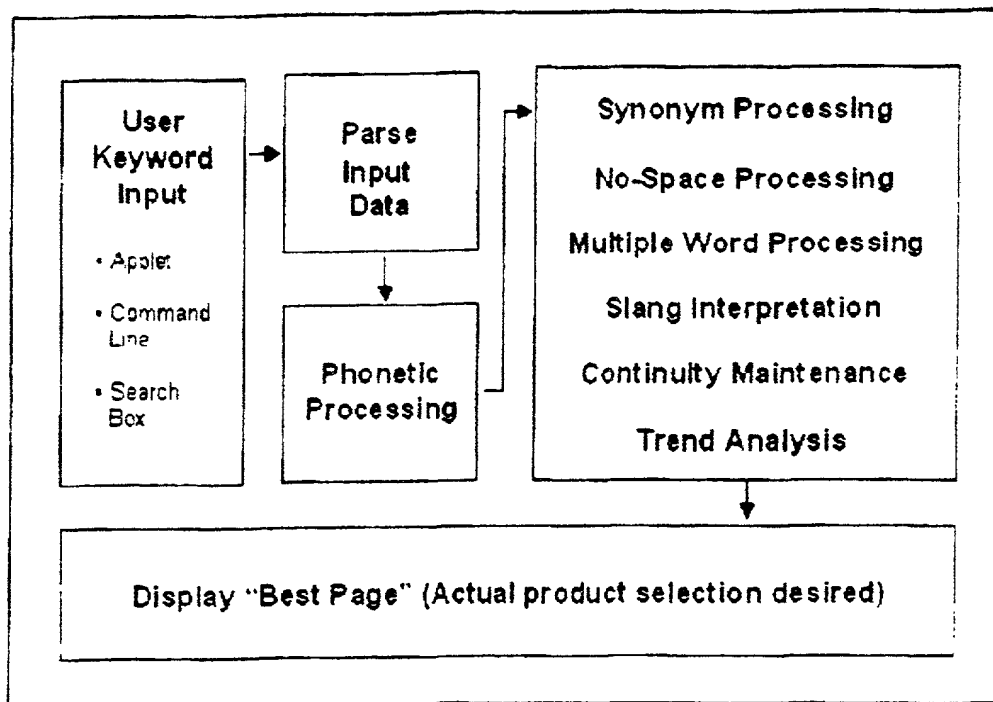 User
Keyword
Input
• Applet
• Command
Line
• Search
Box
Parse
Input
Data
Phonetic
Processing
Synonym Processing
No-Space Processing
Multiple Word Processing
Slang Interpretation
Continuity Maintenance
Trend Analysis
Display "Best Page" (Actual product selection desired)